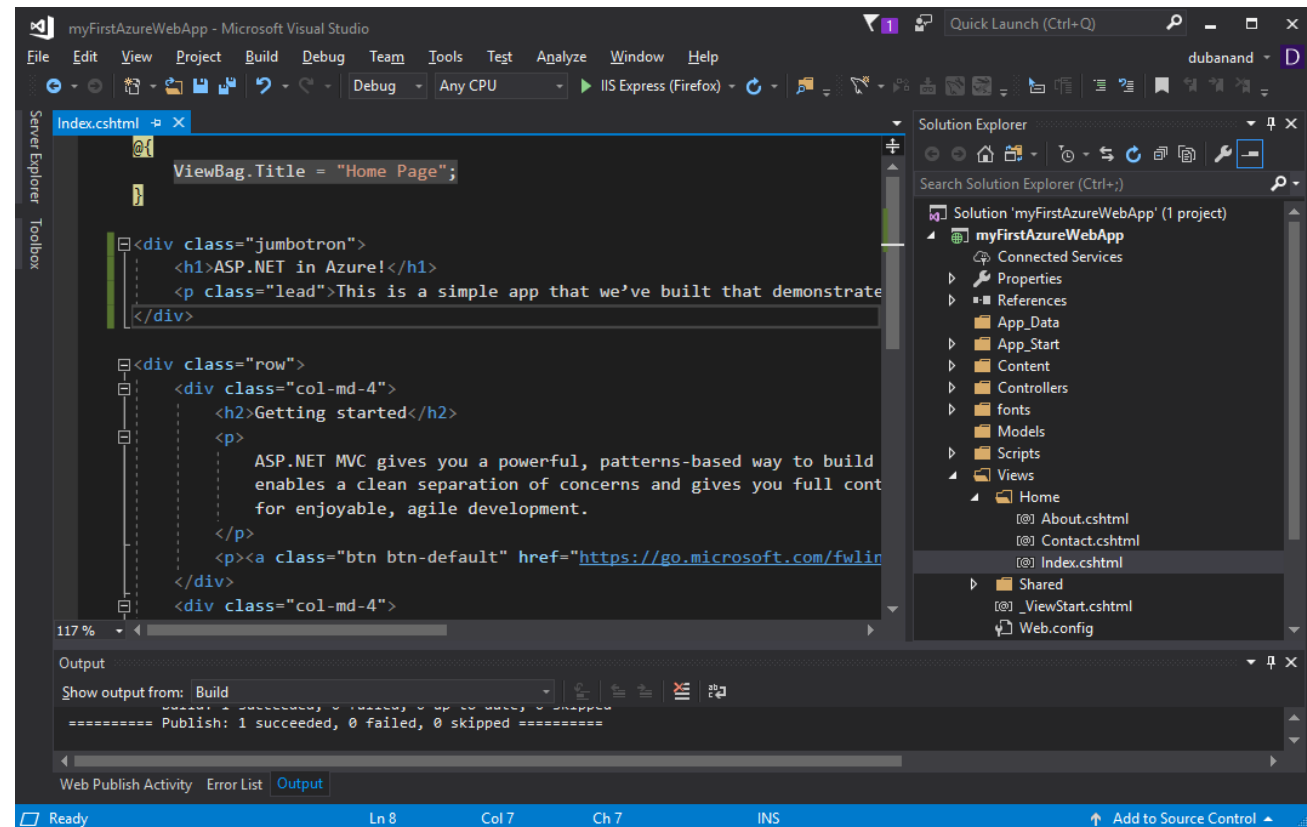 myFirstAzureWebApp - Microsoft Visual Studio
1
Quick Launch (Ctrl+Q)
File Edit View Project Build Debug Team Tools Test Analyze Window Help
dubanand
D
Debug
Any CPU
IIS Express (Firefox)
Server Explorer
Toolbox
Index.cshtml
@{
ViewBag.Title = "Home Page";
}
<div class="jumbotron">
<h1>ASP.NET in Azure!</h1>
<p class="lead">This is a simple app that we’ve built that demonstrate
</div>
<div class="row">
<div class="col-md-4">
<h2>Getting started</h2>
<p>
ASP.NET MVC gives you a powerful, patterns-based way to build
enables a clean separation of concerns and gives you full cont
for enjoyable, agile development.
</p>
<p><a class="btn btn-default" href="https://go.microsoft.com/fwlin
</div>
<div class="col-md-4">
117 %
Solution Explorer
Search Solution Explorer (Ctrl+;)
Solution 'myFirstAzureWebApp' (1 project)
myFirstAzureWebApp
Connected Services
Properties
References
App_Data
App_Start
Content
Controllers
fonts
Models
Scripts
Views
Home
About.cshtml
Contact.cshtml
Index.cshtml
Shared
_ViewStart.cshtml
Web.config
Output
Show output from: Build
========== Publish: 1 succeeded, 0 failed, 0 skipped ==========
Web Publish Activity Error List Output
Ready Ln 8 Col 7 Ch 7 INS Add to Source Control